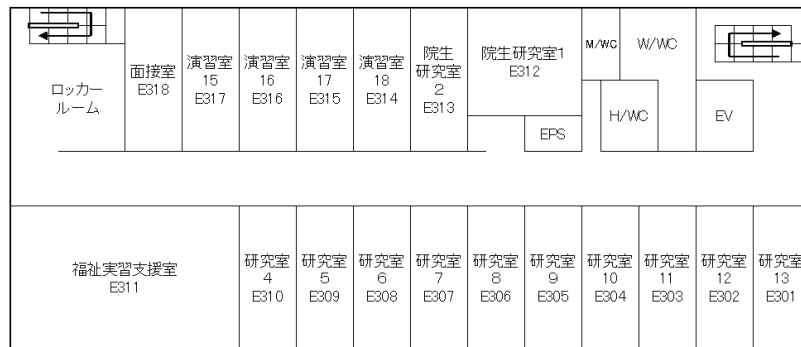 ロッカー
ルーム
面接室
E318
演習室
15
E317
演習室
16
E316
演習室
17
E315
演習室
18
E314
院生
研究室
2
E313
院生研究室1
E312
EPS
M/WC
W/WC
H/WC
EV
福祉実習支援室
E311
研究室
4
E310
研究室
5
E309
研究室
6
E308
研究室
7
E307
研究室
8
E306
研究室
9
E305
研究室
10
E304
研究室
11
E303
研究室
12
E302
研究室
13
E301